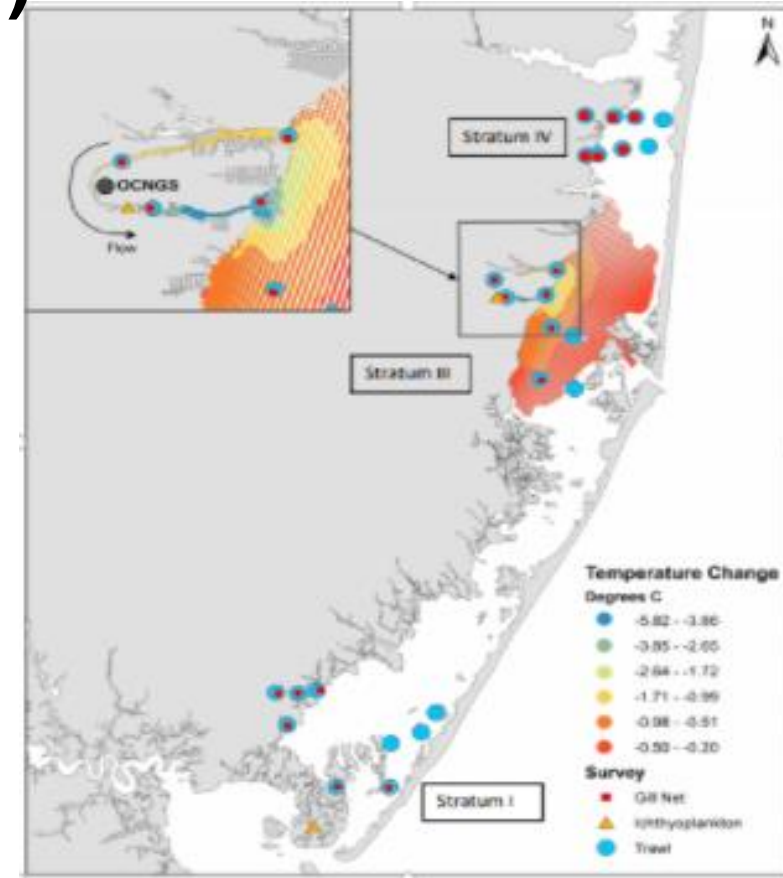 )
N
Stratum IV
OCNGS
Flow
Stratum III
Temperature Change
Degrees C
-5.82 - -3.86
-3.85 - -2.65
-2.64 - -1.72
-1.71 - -0.99
-0.98 - -0.51
-0.50 - -0.20
Survey
Gill Net
Ichthyoplankton
Trawl
Stratum I